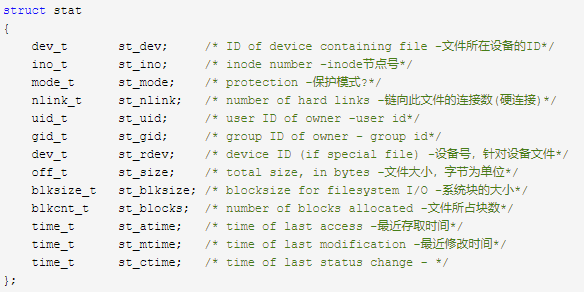 struct stat
{
dev_t st_dev; /* ID of device containing file -文件所在设备的ID*/
ino_t st_ino; /* inode number -inode节点号*/
mode_t st_mode; /* protection -保护模式?*/
nlink_t st_nlink; /* number of hard links -链向此文件的连接数(硬连接)*/
uid_t st_uid; /* user ID of owner -user id*/
gid_t st_gid; /* group ID of owner - group id*/
dev_t st_rdev; /* device ID (if special file) -设备号，针对设备文件*/
off_t st_size; /* total size, in bytes -文件大小，字节为单位*/
blksize_t st_blksize; /* blocksize for filesystem I/O -系统块的大小*/
blkcnt_t st_blocks; /* number of blocks allocated -文件所占块数*/
time_t st_atime; /* time of last access -最近存取时间*/
time_t st_mtime; /* time of last modification -最近修改时间*/
time_t st_ctime; /* time of last status change - */
};